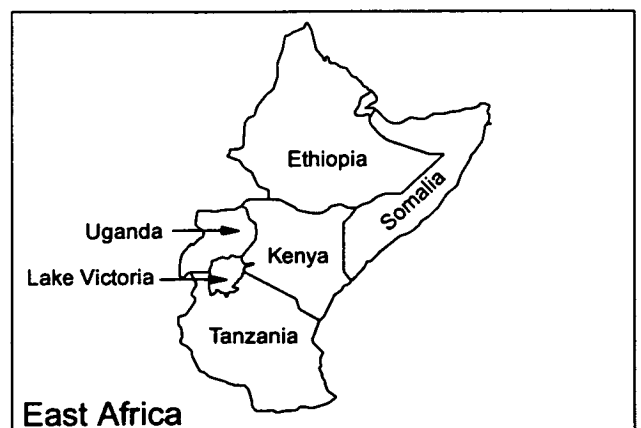 Ethiopia
Somalia
Uganda
Kenya
Lake Victoria
Tanzania
East Africa